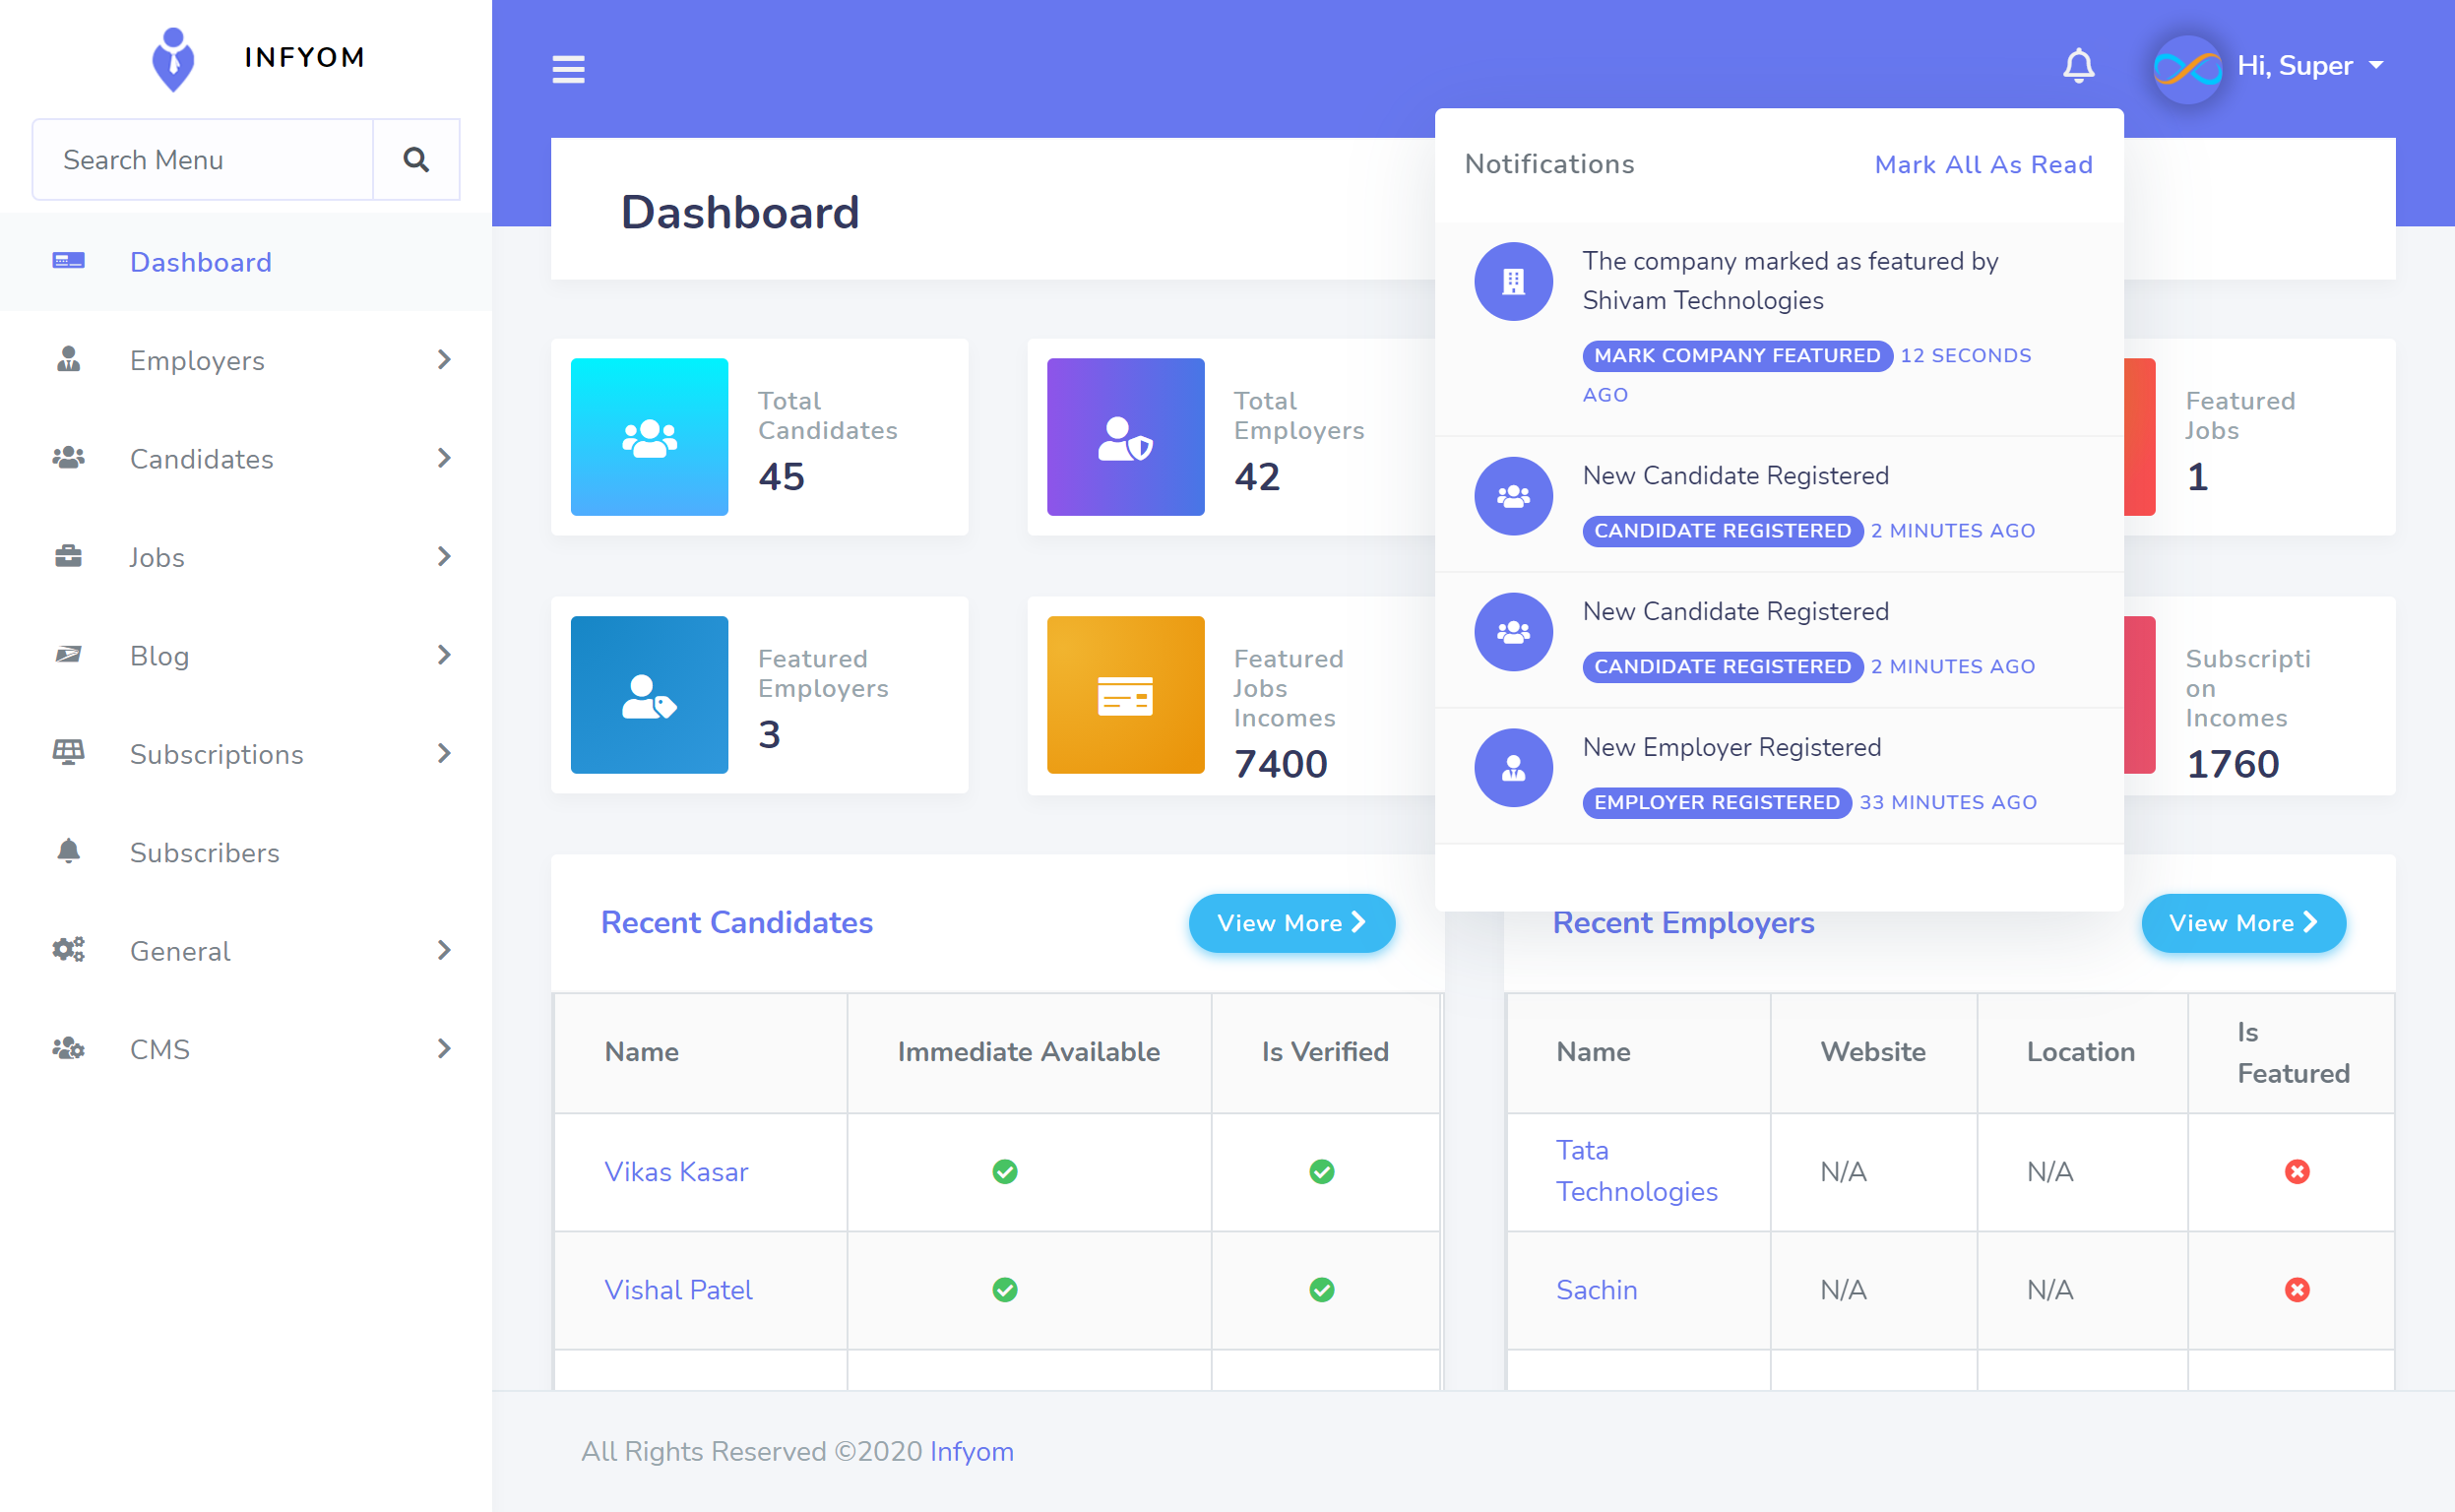 INFYOM
Search Menu
Dashboard
Employers
Candidates
Jobs
Blog
Subscriptions
Subscribers
General
CMS
Hi, Super
Dashboard
Notifications
Mark All As Read
The company marked as featured by
Shivam Technologies
MARK COMPANY FEATURED 12 SECONDS
AGO
New Candidate Registered
CANDIDATE REGISTERED 2 MINUTES AGO
New Candidate Registered
CANDIDATE REGISTERED 2 MINUTES AGO
New Employer Registered
EMPLOYER REGISTERED 33 MINUTES AGO
Total
Candidates
45
Total
Employers
42
Featured
Jobs
1
Featured
Employers
3
Featured
Jobs
Incomes
7400
Subscripti
on
Incomes
1760
Recent Candidates
View More
Name
Immediate Available
Is Verified
Vikas Kasar
Vishal Patel
Recent Employers
View More
Name
Website
Location
Is
Featured
Tata
Technologies
N/A
N/A
Sachin
N/A
N/A
All Rights Reserved ©2020 Infyom